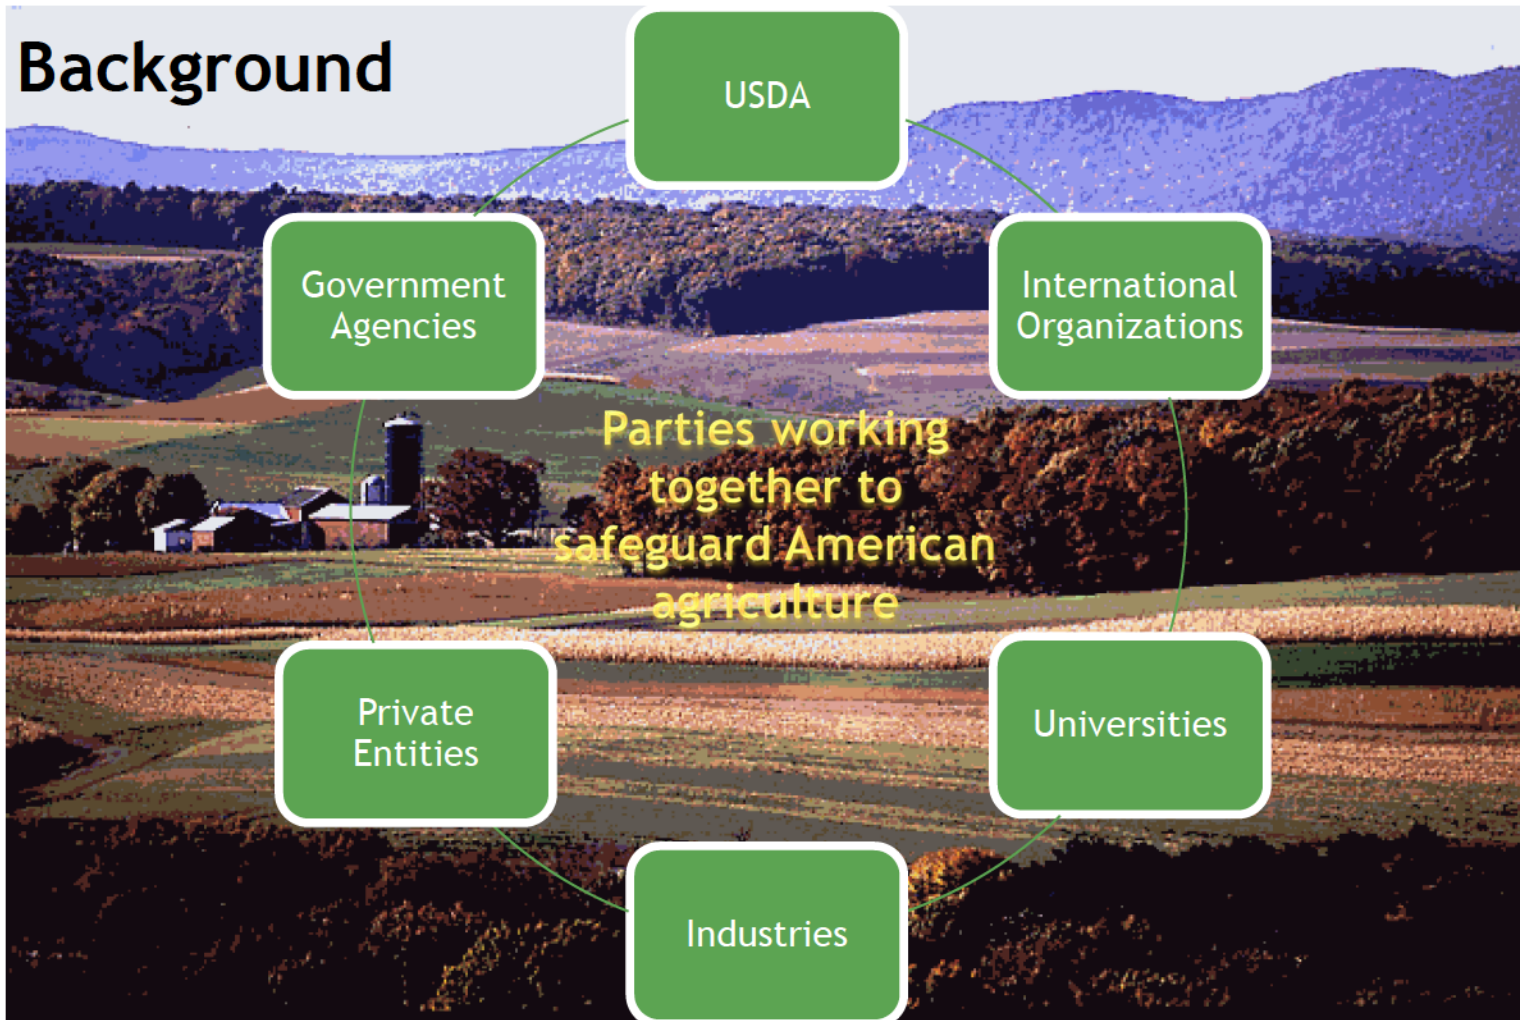 Background
USDA
Government
Agencies
International
Organizations
Parties working
together to
safeguard American
agriculture
Private
Entities
Universities
Industries